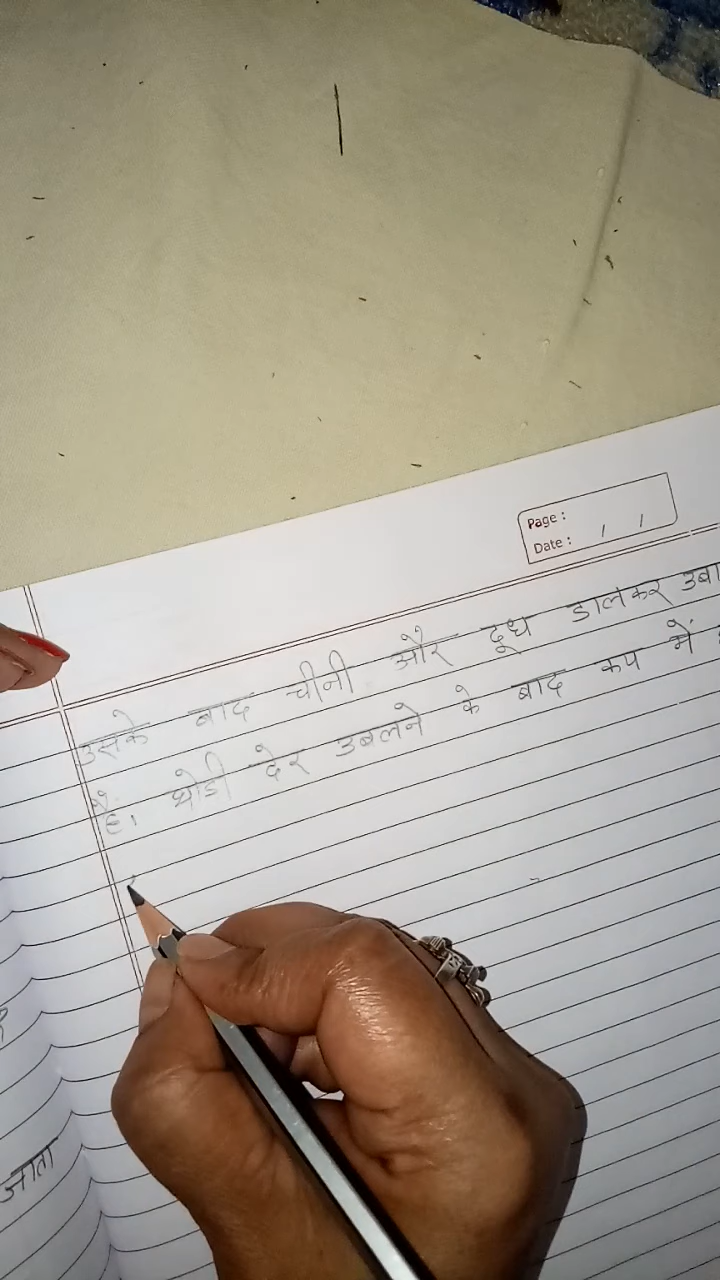 Page :
Date : / /
उसके बाद चीनी और दूध डालकर उबा
हैं। थोडी देर उबलने के बाद कप में
जाता